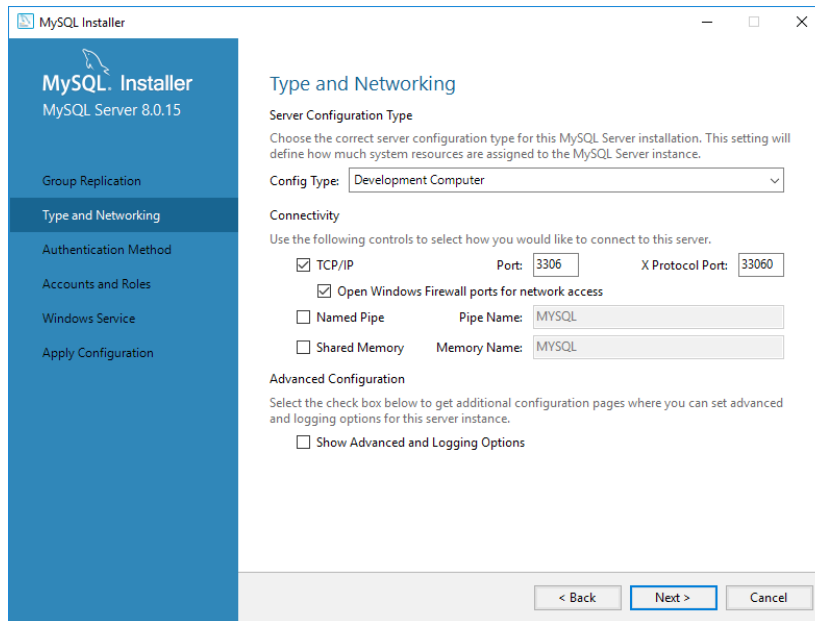 MySQL Installer
MySQL. Installer
MySQL Server 8.0.15
Group Replication
Type and Networking
Authentication Method
Accounts and Roles
Windows Service
Apply Configuration
Type and Networking
Server Configuration Type
Choose the correct server configuration type for this MySQL Server installation. This setting will
define how much system resources are assigned to the MySQL Server instance.
Config Type: Development Computer
Connectivity
Use the following controls to select how you would like to connect to this server.
TCP/IP Port: 3306 X Protocol Port: 33060
Open Windows Firewall ports for network access
Named Pipe Pipe Name: MYSQL
Shared Memory Memory Name: MYSQL
Advanced Configuration
Select the check box below to get additional configuration pages where you can set advanced
and logging options for this server instance.
Show Advanced and Logging Options
< Back Next > Cancel